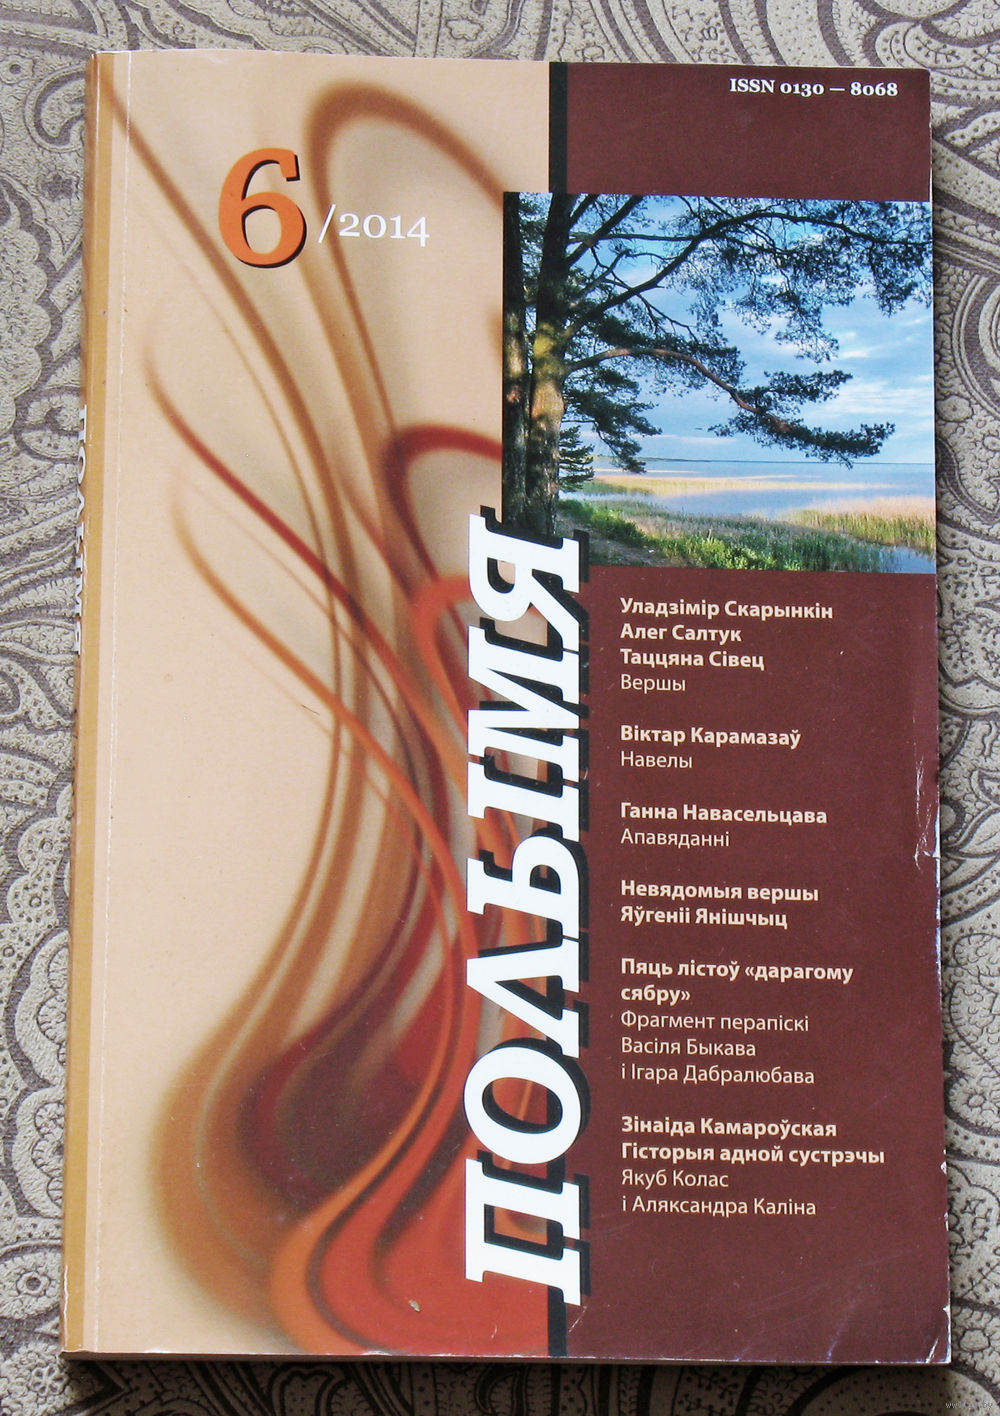 ISSN 0130 — 8068
6 /2014
ПОЛЫМЯ
Уладзімір Скарынкін
Алег Салтук
Таццяна Сівец
Вершы
Віктар Карамазаў
Навелы
Ганна Навасельцава
Апавяданні
Невядомыя вершы
Яўгеніі Янішчыц
Пяць лістоў «дарагому
сябру»
Фрагмент перапіскі
Васіля Быкава
і Ігара Дабралюбава
Зінаіда Камароўская
Гісторыя адной сустрэчы
Якуб Колас
і Аляксандра Каліна